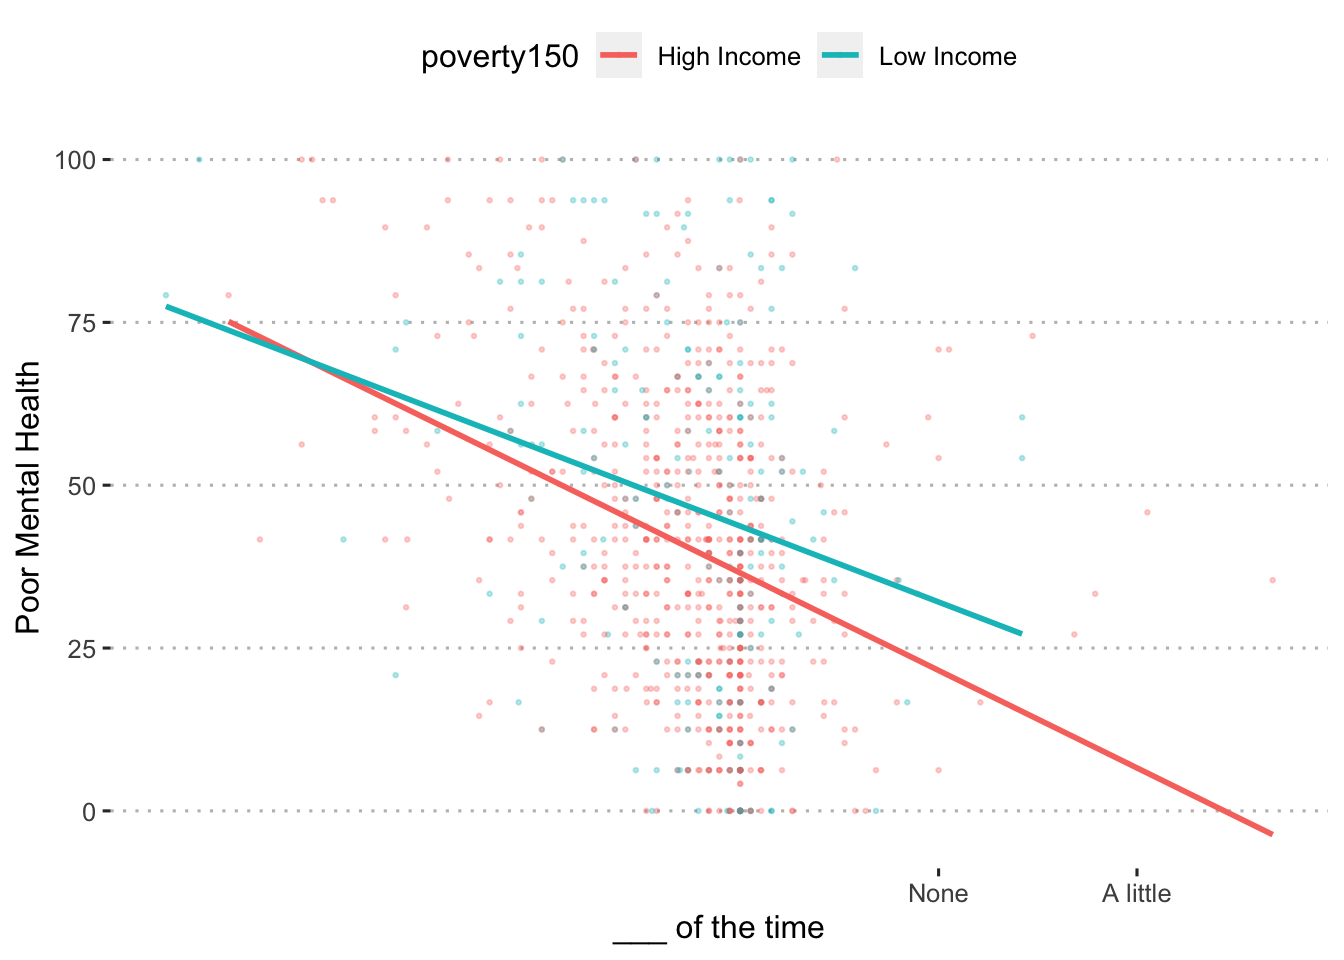 poverty150 High Income Low Income
100
75
50
25
0
Poor Mental Health
None A little
___ of the time